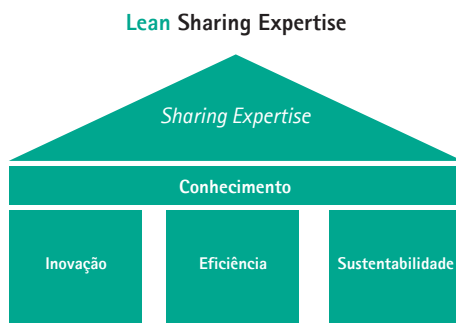 Lean Sharing Expertise
Sharing Expertise
Conhecimento
Inovação
Eficiência
Sustentabilidade